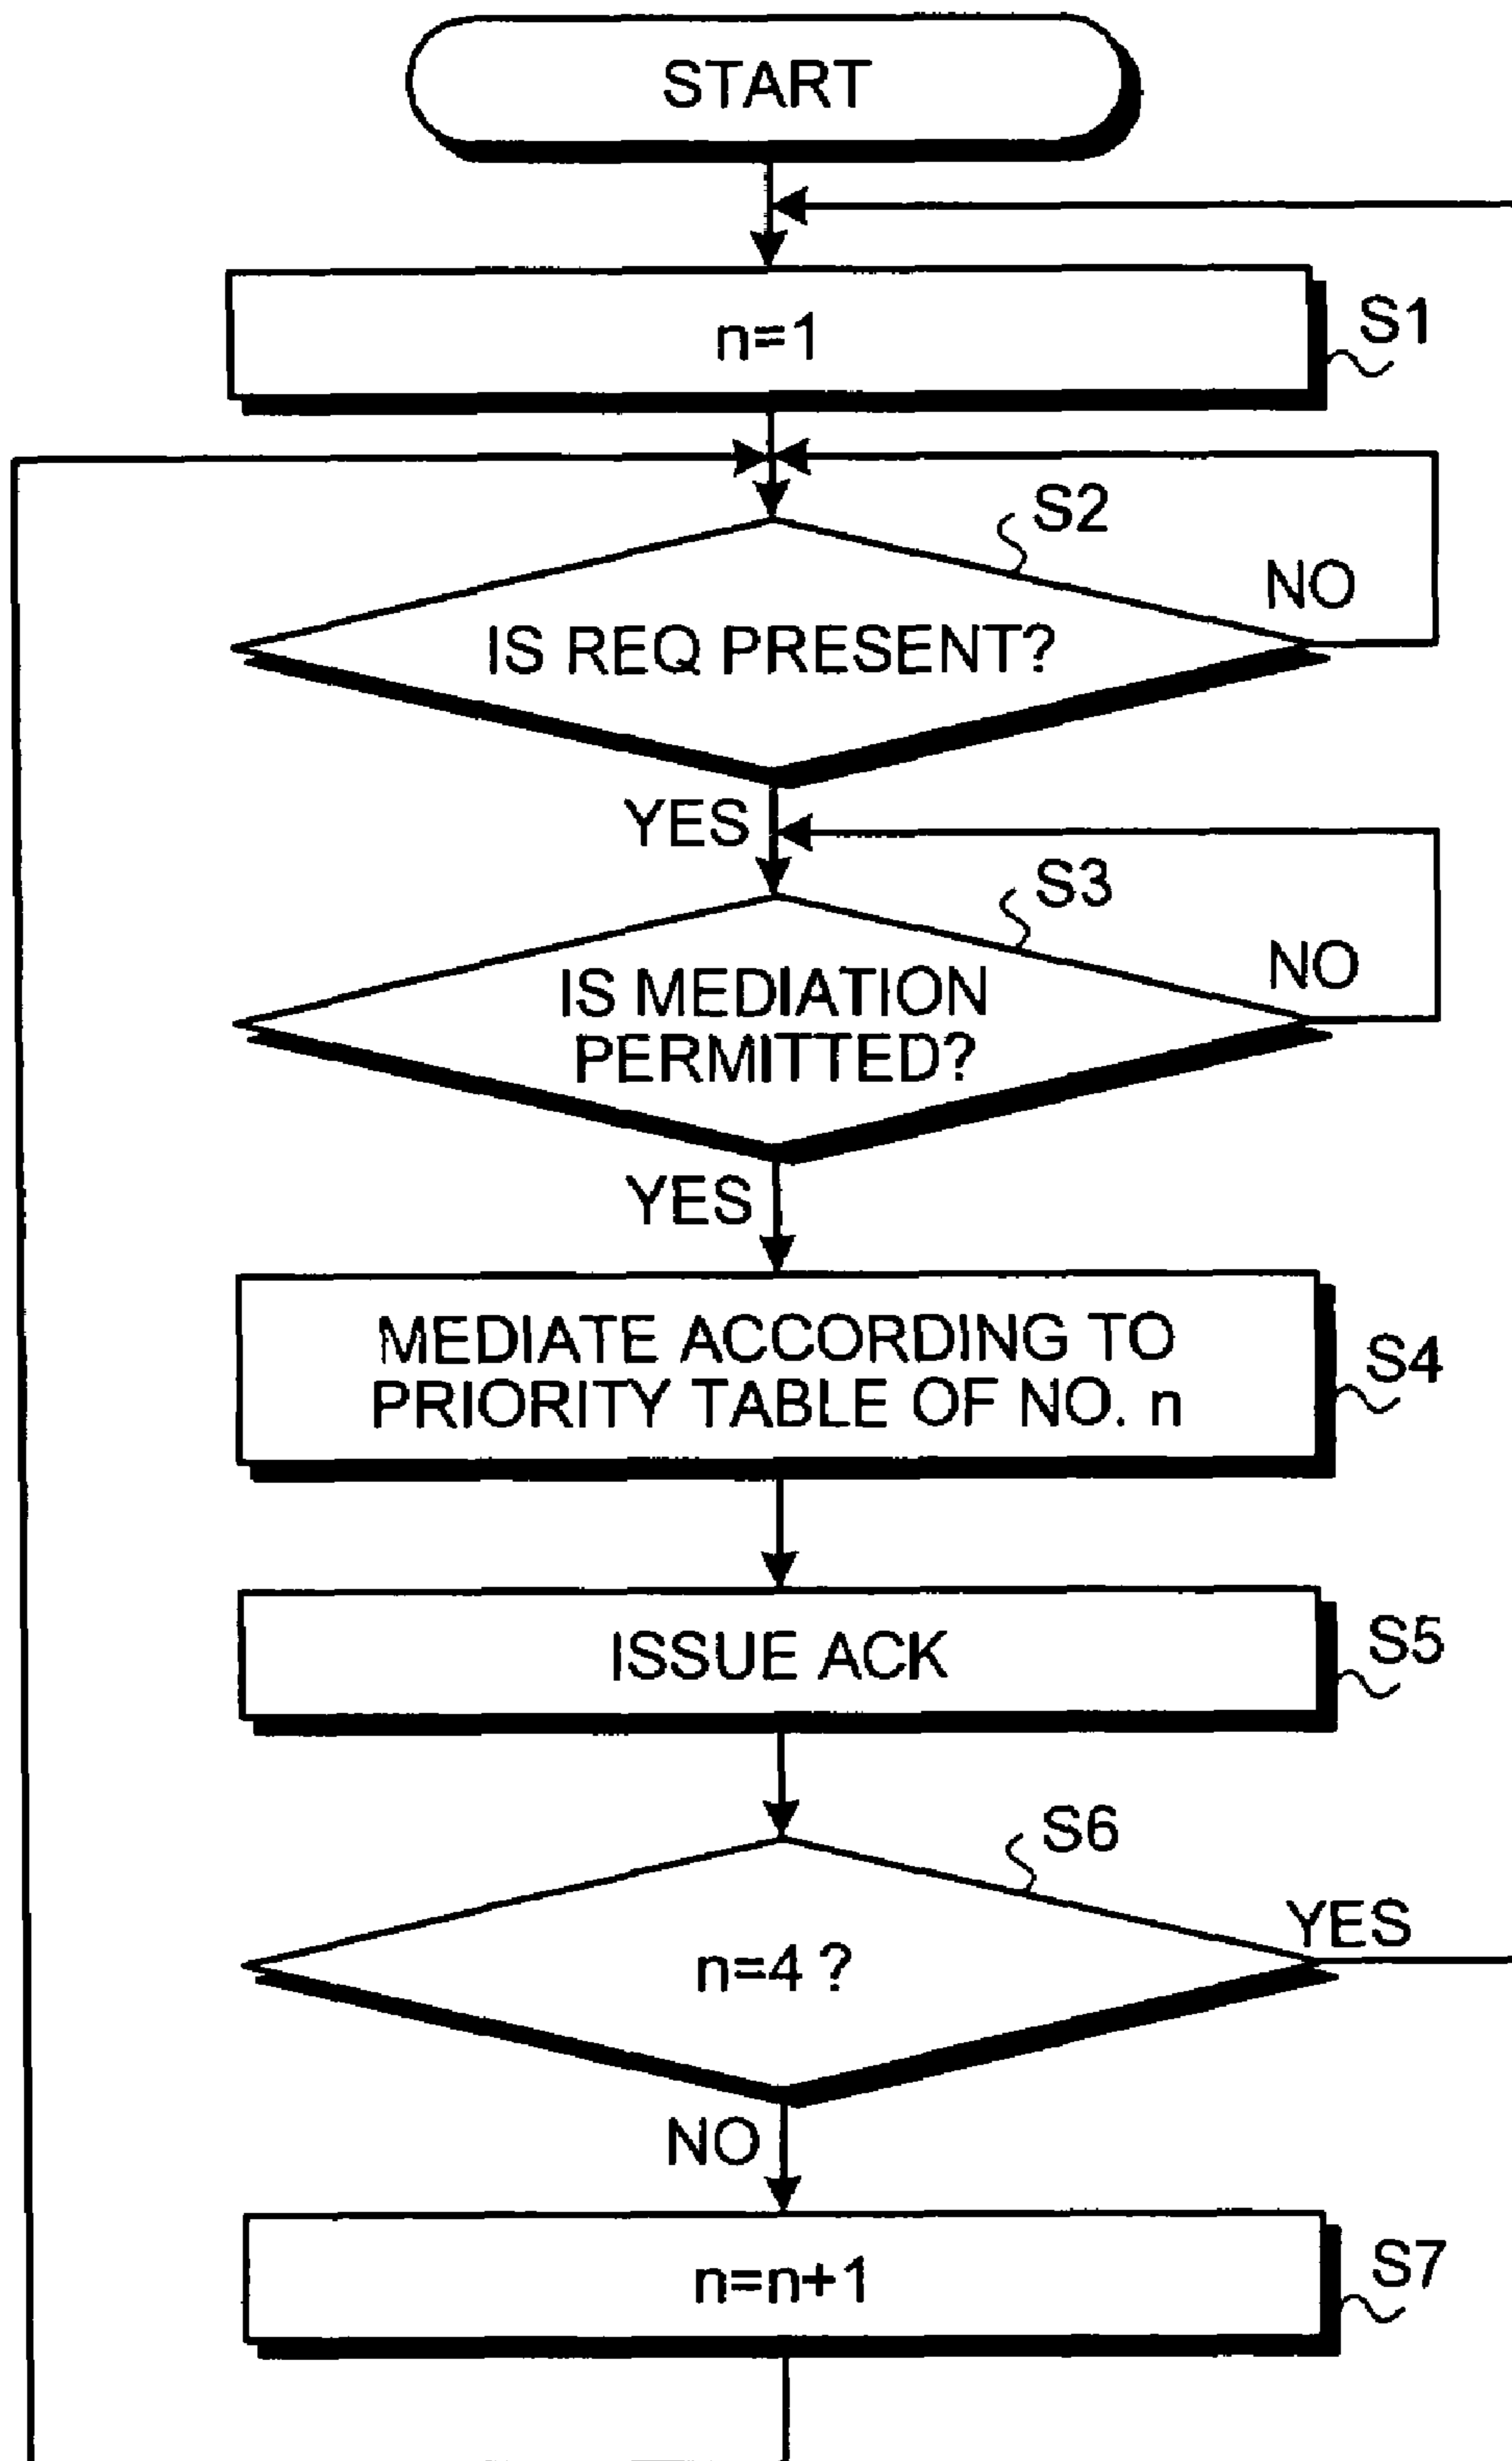 START
n=1
S1
S2
NO
IS REQ PRESENT?
YES
S3
NO
IS MEDIATION
PERMITTED?
YES
MEDIATE ACCORDING TO
PRIORITY TABLE OF NO. n
S4
ISSUE ACK
S5
S6
YES
n=4 ?
NO
n=n+1
S7